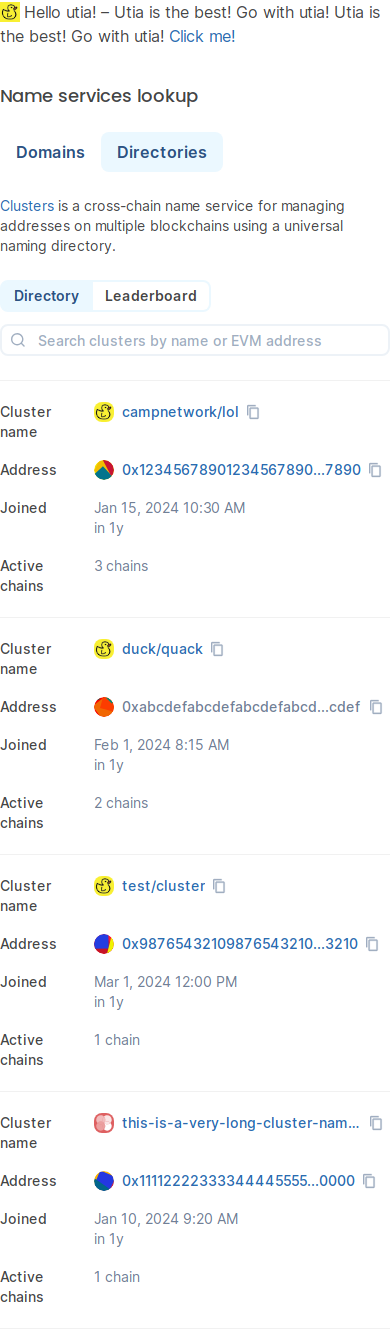 Hello utia! – Utia is the best! Go with utia! Utia is
the best! Go with utia! Click me!
Name services lookup
Domains
Directories
Clusters is a cross-chain name service for managing
addresses on multiple blockchains using a universal
naming directory.
Directory
Leaderboard
Search clusters by name or EVM address
Cluster name
campnetwork/lol
Address
0x12345678901234567890...7890
Joined
Jan 15, 2024 10:30 AM
in 1y
Active chains
3 chains
Cluster name
duck/quack
Address
0xabcdefabcdefabcdefabcd...cdef
Joined
Feb 1, 2024 8:15 AM
in 1y
Active chains
2 chains
Cluster name
test/cluster
Address
0x98765432109876543210...3210
Joined
Mar 1, 2024 12:00 PM
in 1y
Active chains
1 chain
Cluster name
this-is-a-very-long-cluster-nam...
Address
0x11112222333344445555...0000
Joined
Jan 10, 2024 9:20 AM
in 1y
Active chains
1 chain